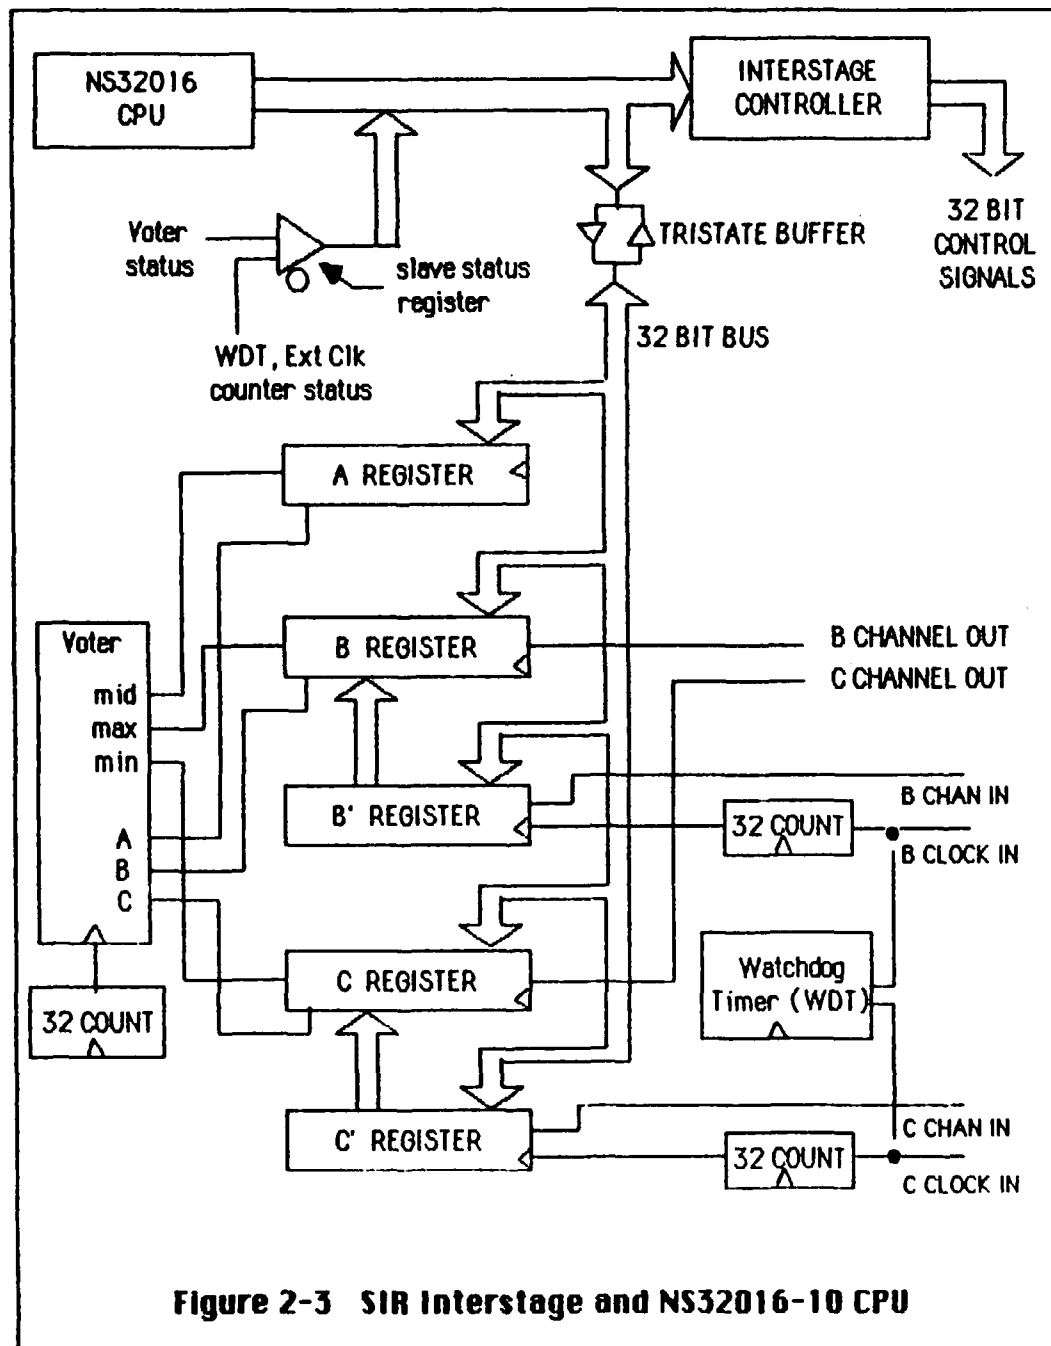 NS32016
CPU
INTERSTAGE
CONTROLLER
32 BIT
CONTROL
SIGNALS
TRISTATE BUFFER
Voter
status
slave status
register
WDT, Ext Clk
counter status
32 BIT BUS
A REGISTER
B REGISTER
B CHANNEL OUT
C CHANNEL OUT
Voter
mid
max
min
A
B
C
B' REGISTER
B CHAN IN
32 COUNT
B CLOCK IN
C REGISTER
Watchdog
Timer (WDT)
32 COUNT
C' REGISTER
C CHAN IN
32 COUNT
C CLOCK IN
Figure 2-3 SIR Interstage and NS32016-10 CPU